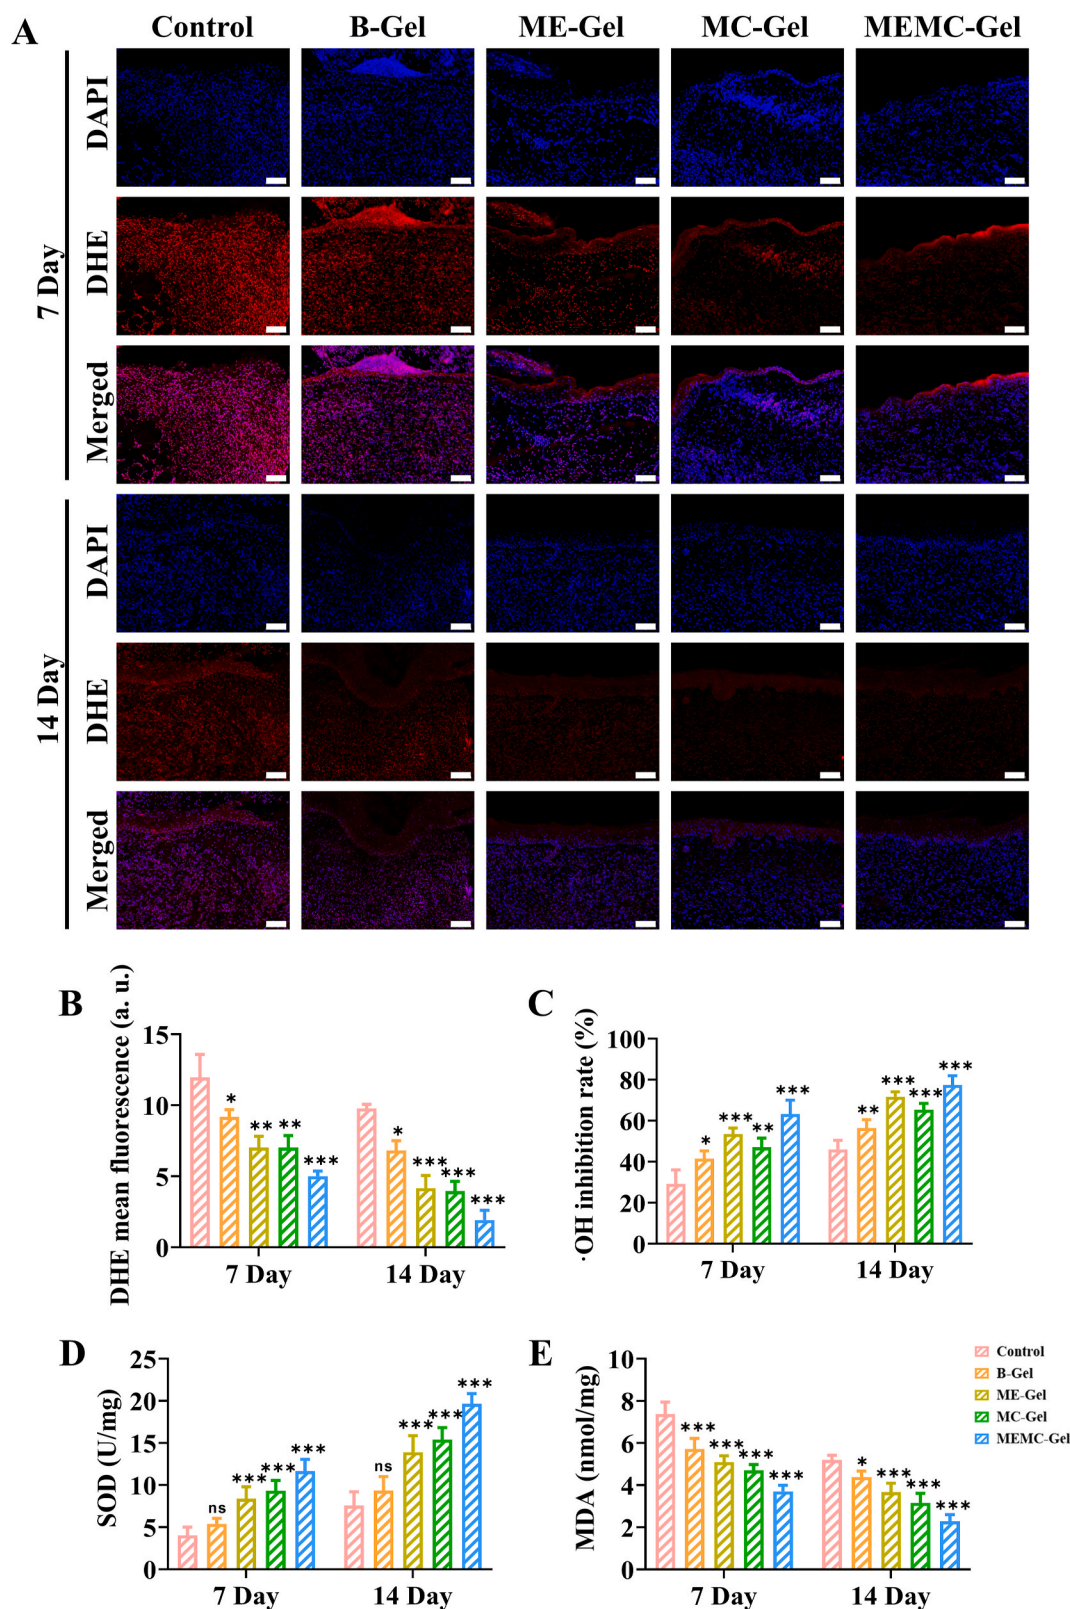 A
Control B-Gel ME-Gel MC-Gel MEMC-Gel
7 Day
DAPI
DHE
Merged
14 Day
DAPI
DHE
Merged
B
DHE mean fluorescence (a. u.)
15
10
5
0
* ** ** ***
* *** *** ***
7 Day 14 Day
C
·OH inhibition rate (%)
100
80
60
40
20
0
* *** ** ***
** *** *** ***
7 Day 14 Day
D
SOD (U/mg)
25
20
15
10
5
0
ns *** *** ***
ns *** *** ***
7 Day 14 Day
E
MDA (nmol/mg)
10
8
6
4
2
0
*** *** *** ***
* *** *** ***
7 Day 14 Day
Control
B-Gel
ME-Gel
MC-Gel
MEMC-Gel